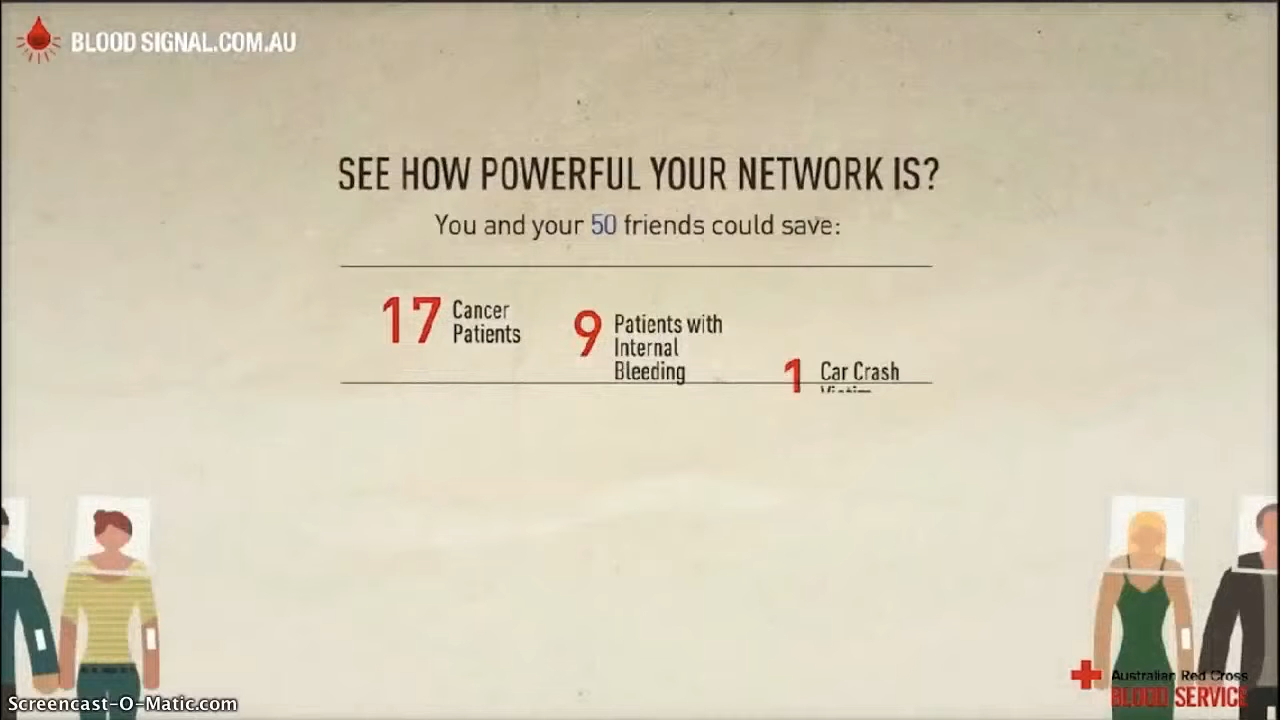 BLOOD SIGNAL.COM.AU
SEE HOW POWERFUL YOUR NETWORK IS?
You and your 50 friends could save:
17 Cancer
Patients
9 Patients with
Internal
Bleeding
1 Car Crash
Australian Red Cross
BLOOD SERVICE
Screencast-O-Matic.com